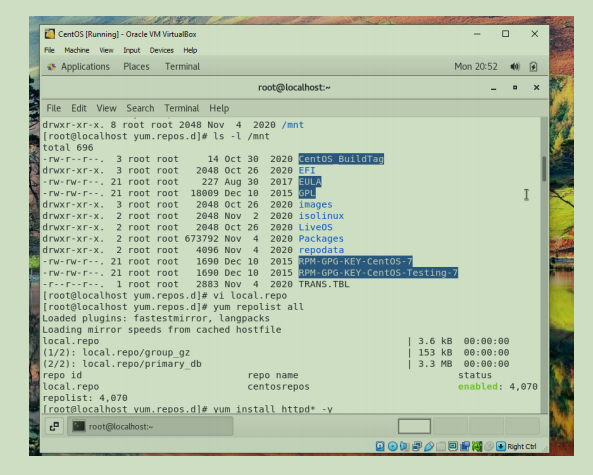 CentOS [Running] - Oracle VM VirtualBox
File Machine View Input Devices Help
Applications Places Terminal Mon 20:52
root@localhost:~
File Edit View Search Terminal Help
drwxr-xr-x. 8 root root 2048 Nov 4 2020 /mnt
[root@localhost yum.repos.d]# ls -l /mnt
total 696
-rw-r--r--. 3 root root 14 Oct 30 2020 CentOS_BuildTag
drwxr-xr-x. 3 root root 2048 Oct 26 2020 EFI
-rw-rw-r--. 21 root root 227 Aug 30 2017 EULA
-rw-rw-r--. 21 root root 18009 Dec 10 2015 GPL
drwxr-xr-x. 3 root root 2048 Oct 26 2020 images
drwxr-xr-x. 2 root root 2048 Nov 2 2020 isolinux
drwxr-xr-x. 2 root root 2048 Oct 26 2020 LiveOS
drwxr-xr-x. 2 root root 673792 Nov 4 2020 Packages
drwxr-xr-x. 2 root root 4096 Nov 4 2020 repodata
-rw-rw-r--. 21 root root 1690 Dec 10 2015 RPM-GPG-KEY-CentOS-7
-rw-rw-r--. 21 root root 1690 Dec 10 2015 RPM-GPG-KEY-CentOS-Testing-7
-r--r--r--. 1 root root 2883 Nov 4 2020 TRANS.TBL
[root@localhost yum.repos.d]# vi local.repo
[root@localhost yum.repos.d]# yum repolist all
Loaded plugins: fastestmirror, langpacks
Loading mirror speeds from cached hostfile
local.repo | 3.6 kB 00:00:00
(1/2): local.repo/group_gz | 153 kB 00:00:00
(2/2): local.repo/primary_db | 3.3 MB 00:00:00
repo id repo name status
local.repo centosrepos enabled: 4,070
repolist: 4,070
[root@localhost yum.repos.d]# yum install httpd* -y
root@localhost:~
Right Ctrl